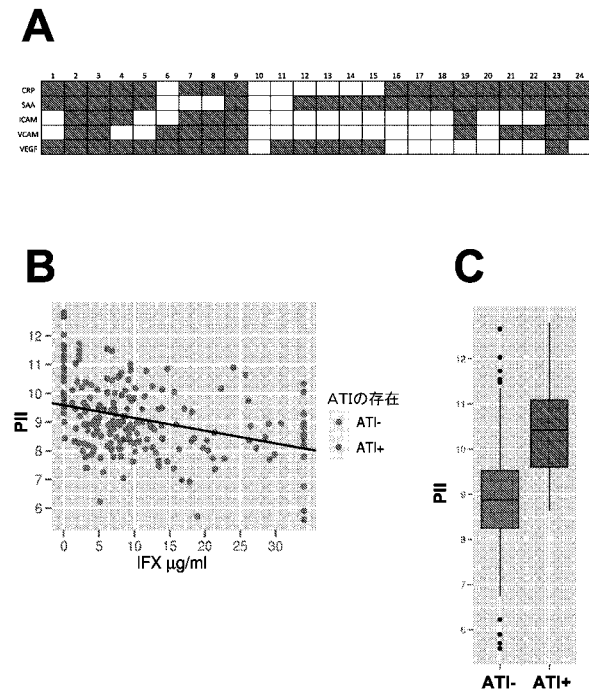 A
1 2 3 4 5 6 7 8 9 10 11 12 13 14 15 16 17 18 19 20 21 22 23 24
CRP
SAA
ICAM
VCAM
VEGF
B
PII
12
11
10
9
8
7
6
0 5 10 15 20 25 30
IFX µg/ml
ATIの存在
ATI-
ATI+
C
PII
12
11
10
9
8
7
6
ATI- ATI+